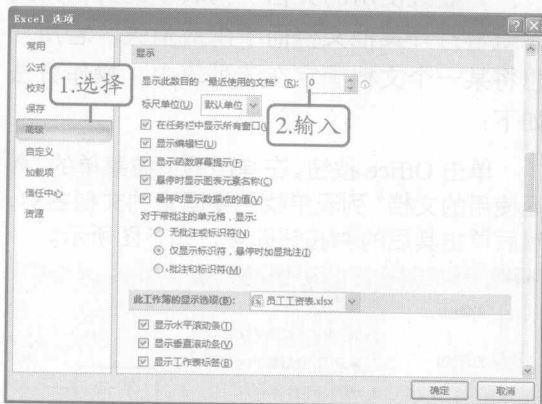 Excel 选项
常用
公式
校对
保存
高级
自定义
加载项
信任中心
资源
1.选择
显示
显示此数目的“最近使用的文档”(R): 0
标尺单位(U) 默认单位
2.输入
在任务栏中显示所有窗口
显示编辑栏(U)
显示函数屏幕提示(F)
悬停时显示图表元素名称(C)
悬停时显示数据点的值(V)
对于带批注的单元格，显示:
无批注或标识符(N)
仅显示标识符，悬停时加显批注(I)
批注和标识符(M)
此工作簿的显示选项(B): 员工工资表.xlsx
显示水平滚动条(T)
显示垂直滚动条(V)
显示工作表标签(B)
确定
取消